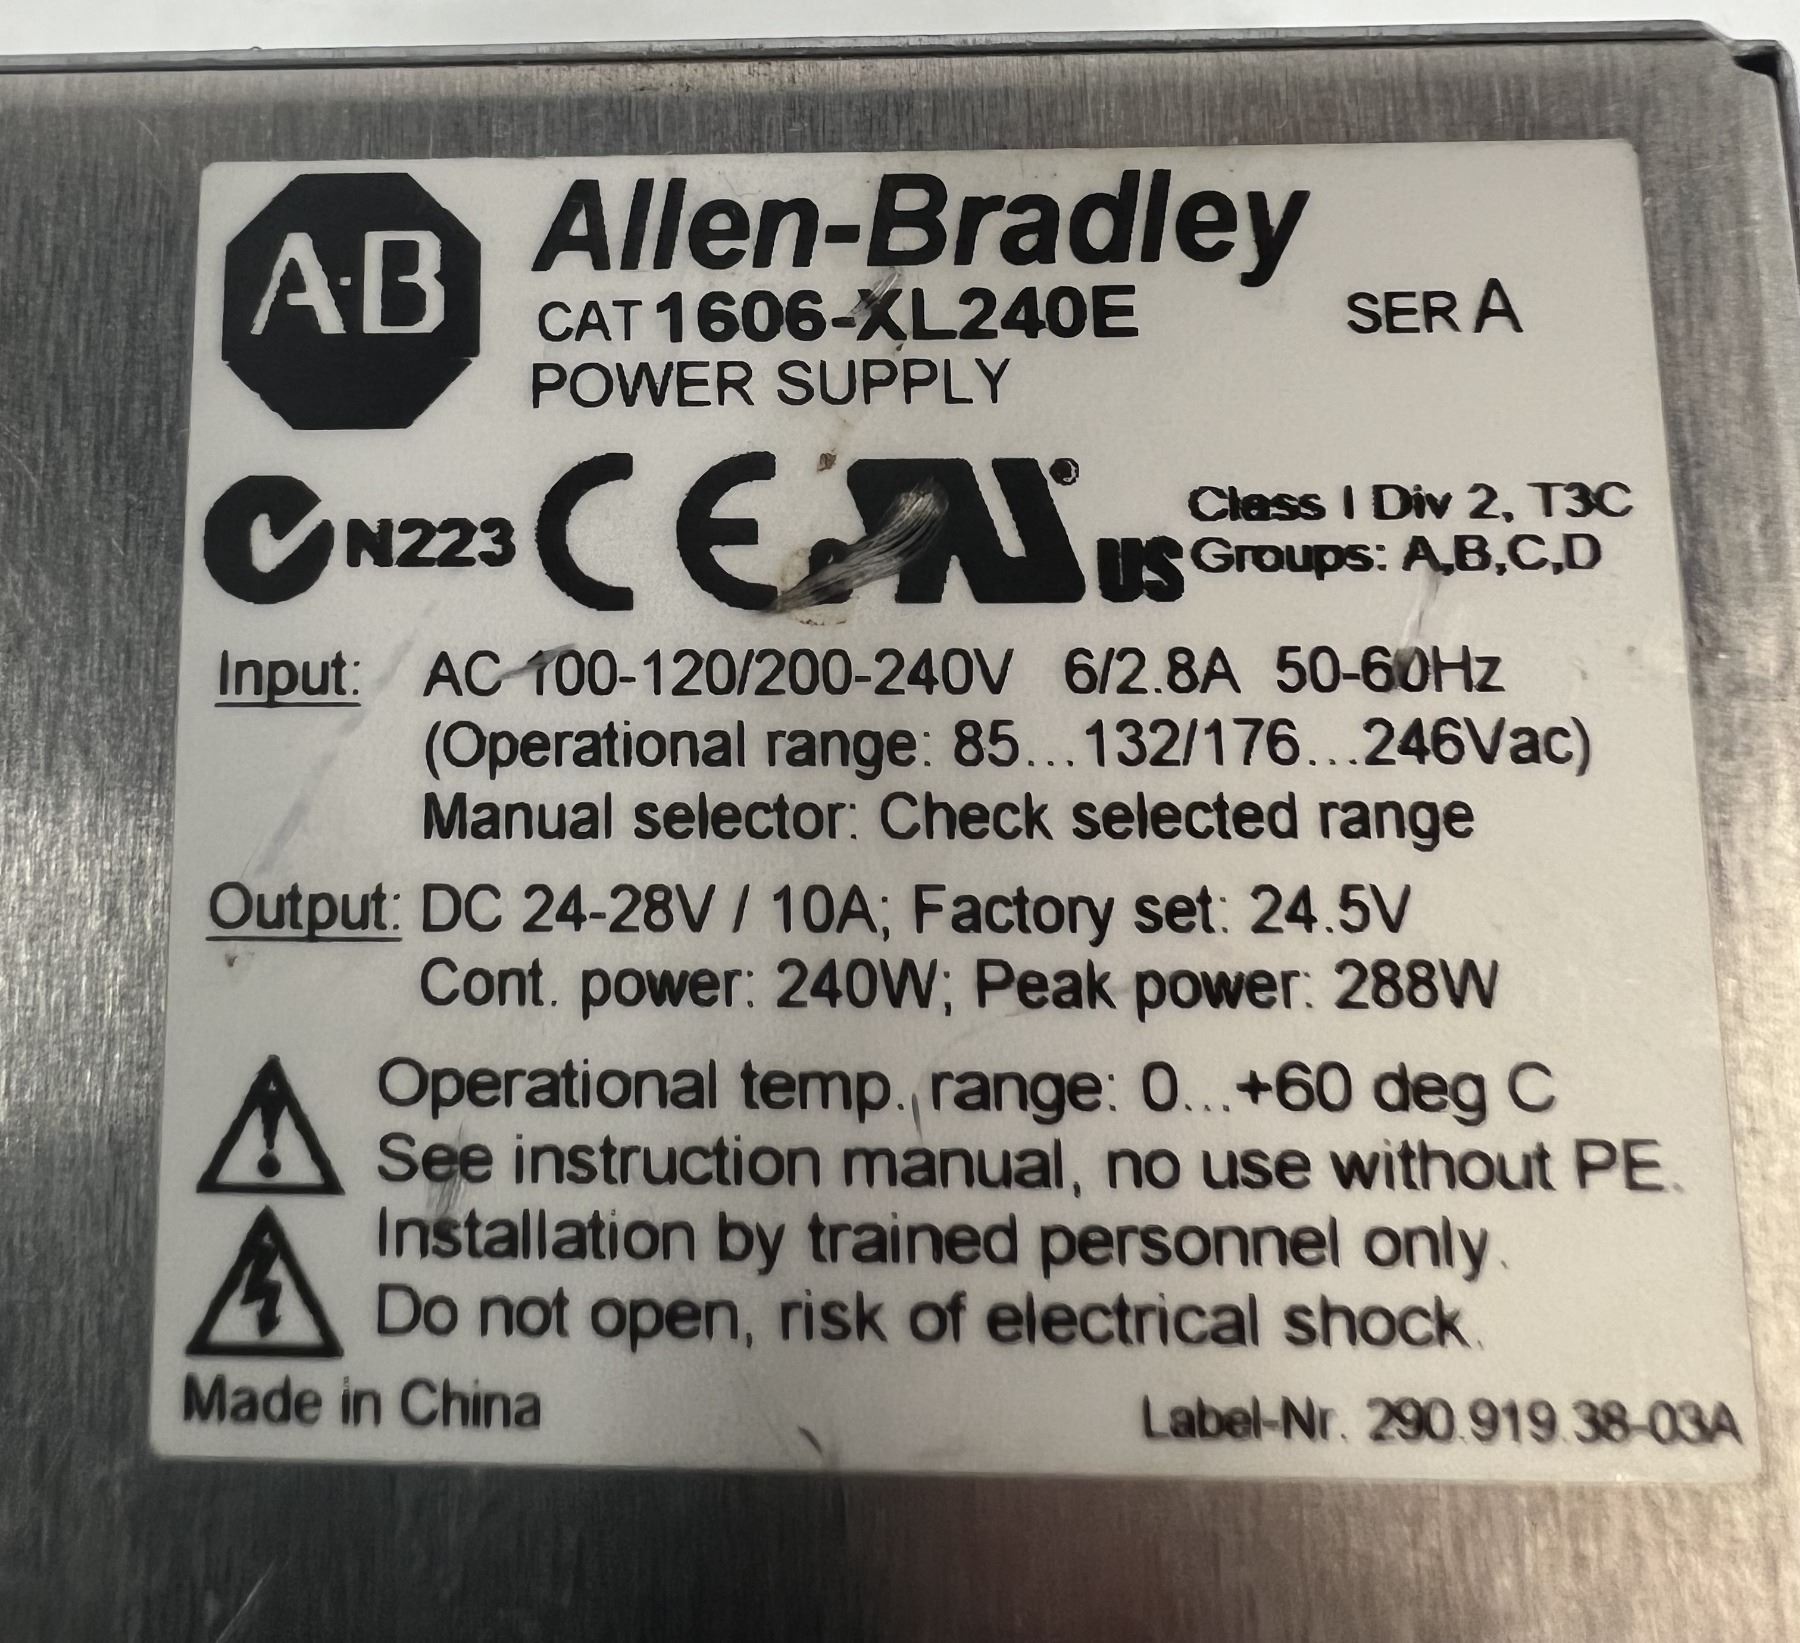 A·B
Allen-Bradley
CAT 1606-XL240E SER A
POWER SUPPLY
N223 CE c RU ® US Class I Div 2, T3C
Groups: A,B,C,D
Input: AC 100-120/200-240V 6/2.8A 50-60Hz
(Operational range: 85...132/176...246Vac)
Manual selector: Check selected range
Output: DC 24-28V / 10A; Factory set: 24.5V
Cont. power: 240W; Peak power: 288W
Operational temp. range: 0...+60 deg C
See instruction manual, no use without PE.
Installation by trained personnel only.
Do not open, risk of electrical shock.
Made in China Label-Nr. 290.919.38-03A